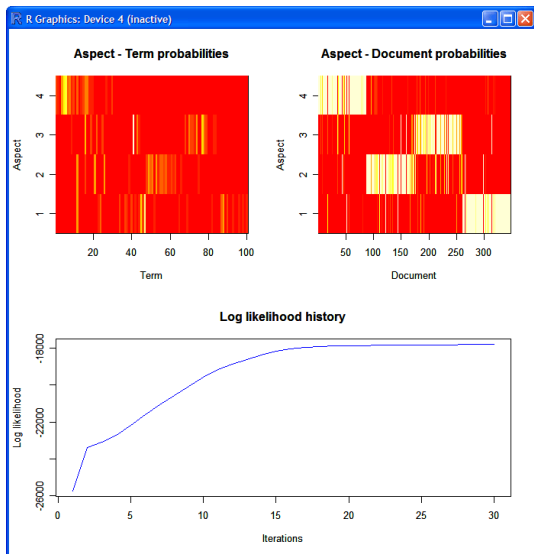 R Graphics: Device 4 (inactive)
Aspect - Term probabilities
Aspect
4
3
2
1
20 40 60 80 100
Term
Aspect - Document probabilities
Aspect
4
3
2
1
50 100 150 200 250 300
Document
Log likelihood history
Log likelihood
-18000
-22000
-26000
0 5 10 15 20 25 30
Iterations